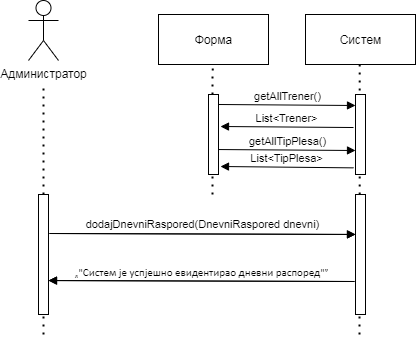 Форма
Систем
Администратор
getAllTrener()
List<Trener>
getAllTipPlesa()
List<TipPlesa>
dodajDnevniRaspored(DnevniRaspored dnevni)
„"Систем је успјешно евидентирао дневни распоред"”